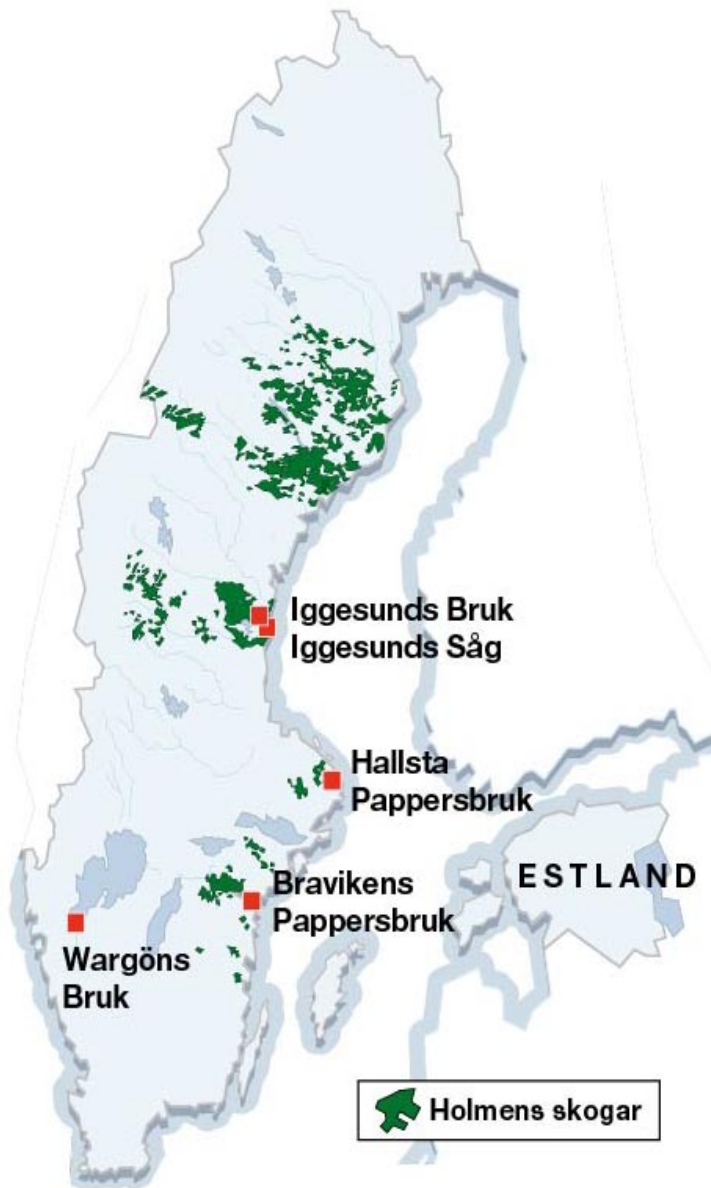 Iggesunds Bruk
Iggesunds Såg
Hallsta
Pappersbruk
ESTLAND
Bravikens
Pappersbruk
Wargöns
Bruk
Holmens skogar